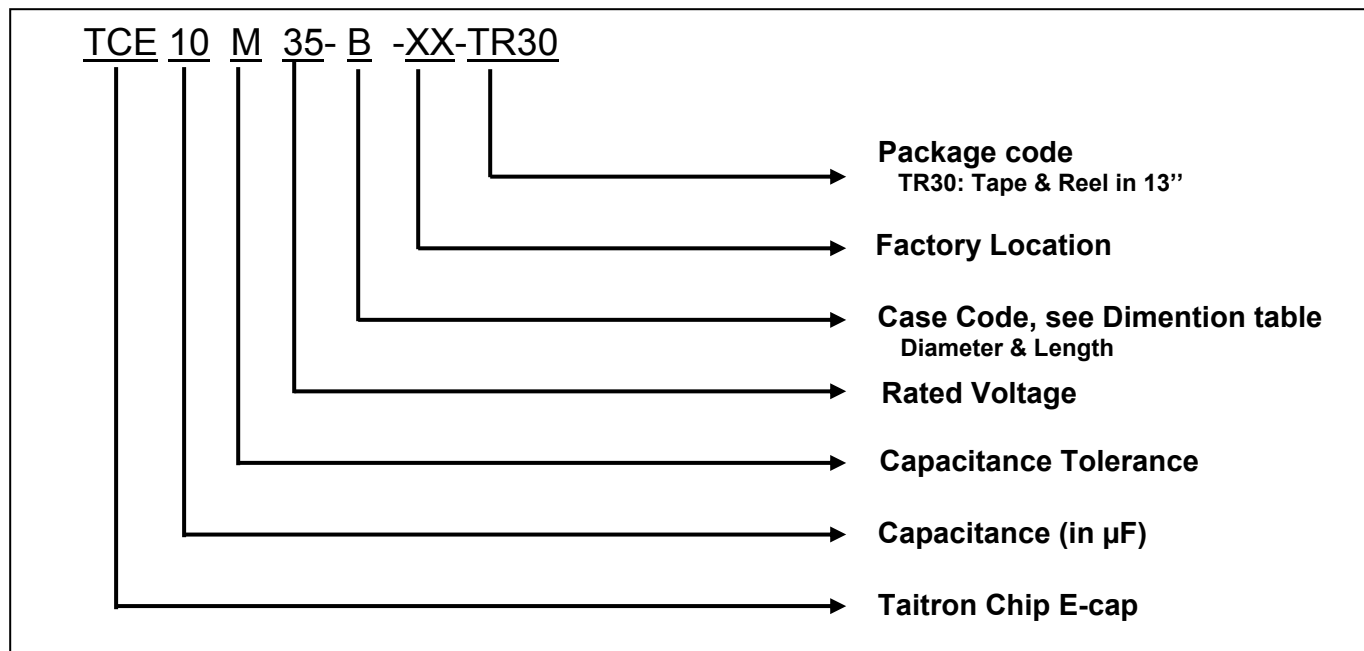 TCE 10 M 35- B -XX-TR30
Package code
TR30: Tape & Reel in 13’’
Factory Location
Case Code, see Dimention table
Diameter & Length
Rated Voltage
Capacitance Tolerance
Capacitance (in µF)
Taitron Chip E-cap